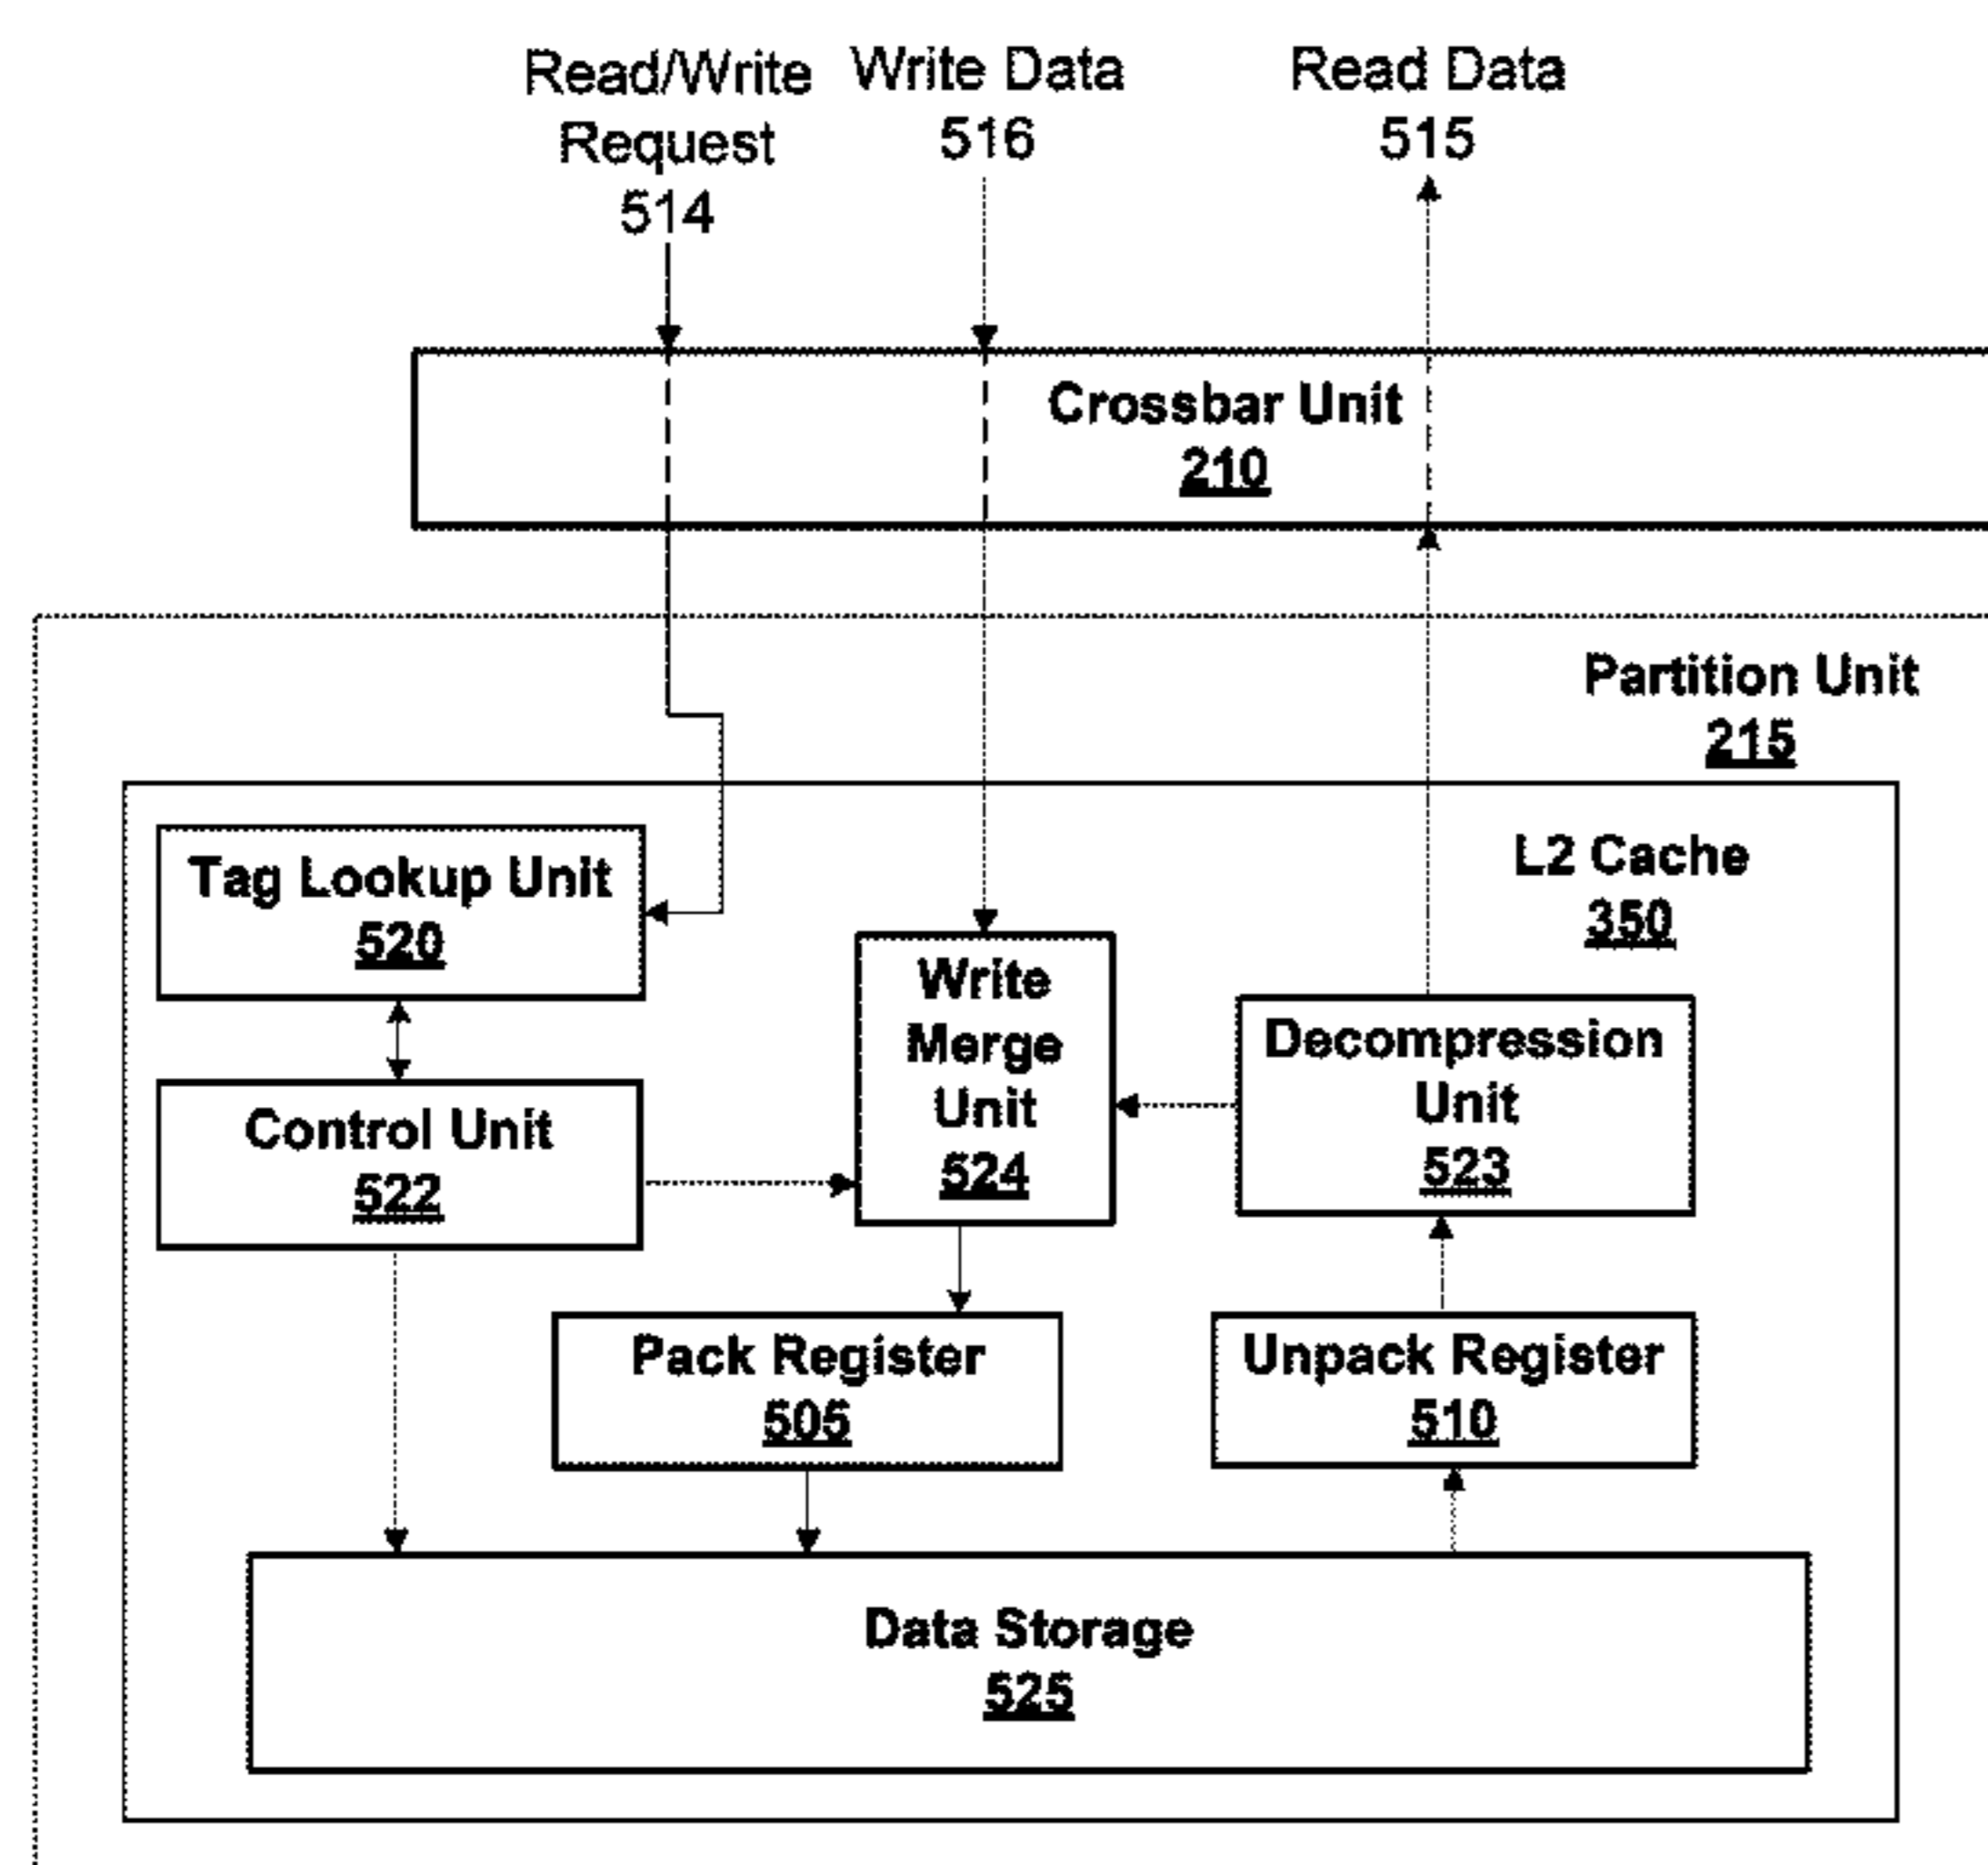 Read/Write
Request
514
Write Data
516
Read Data
515
Crossbar Unit
210
Partition Unit
215
L2 Cache
350
Tag Lookup Unit
520
Write
Merge
Unit
524
Decompression
Unit
523
Control Unit
522
Pack Register
505
Unpack Register
510
Data Storage
525